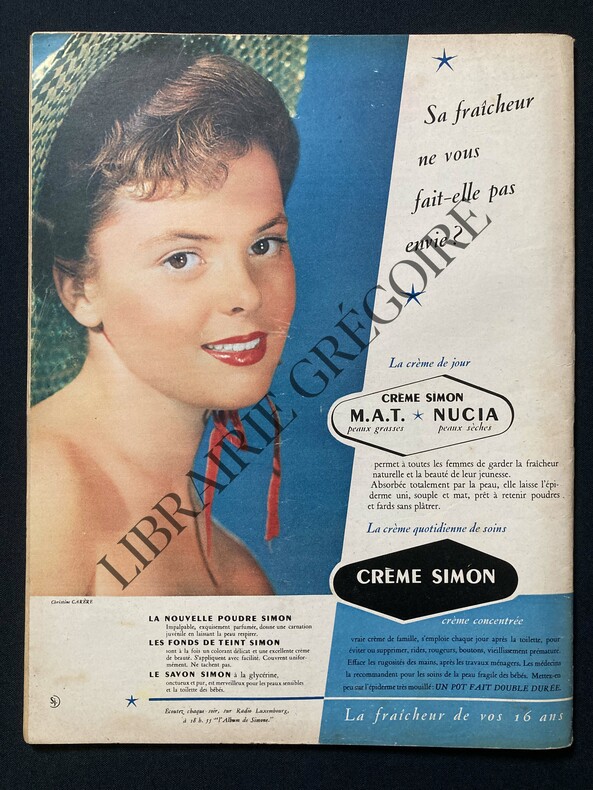 Sa fraîcheur
ne vous
fait-elle pas
envie?
La crème de jour
CRÈME SIMON
M.A.T. ★ NUCIA
peaux grasses peaux sèches
permet à toutes les femmes de garder la fraîcheur
naturelle et la beauté de leur jeunesse.
Absorbée totalement par la peau, elle laisse l'épi-
derme uni, souple et mat, prêt à retenir poudres
et fards sans plâtrer.
La crème quotidienne de soins
CRÈME SIMON
crème concentrée
vraie crème de famille, s'emploie chaque jour après la toilette, pour
éviter ou supprimer, rides, rougeurs, boutons, vieillissement prématuré.
Efface les rugosités des mains, après les travaux ménagers. Les médecins
la recommandent pour les soins de la peau fragile des bébés. Mettez-en
peu car l'épiderme très mouillé: UN POT FAIT DOUBLE DURÉE.
La fraîcheur de vos 16 ans
Christine CARÈRE
LA NOUVELLE POUDRE SIMON
Impalpable, exquisement parfumée, donne une carnation
juvénile en laissant la peau respirer.
LES FONDS DE TEINT SIMON
sont à la fois un colorant délicat et une excellente crème
de beauté. S'appliquent avec facilité. Couvrent unifor-
mément. Ne tachent pas.
LE SAVON SIMON à la glycérine,
onctueux et pur, est merveilleux pour les peaux sensibles
et la toilette des bébés.
Écoutez chaque soir, sur Radio Luxembourg,
à 18 h. 55 "l'Album de Simone."
LIBRAIRIE GRÉGOIRE